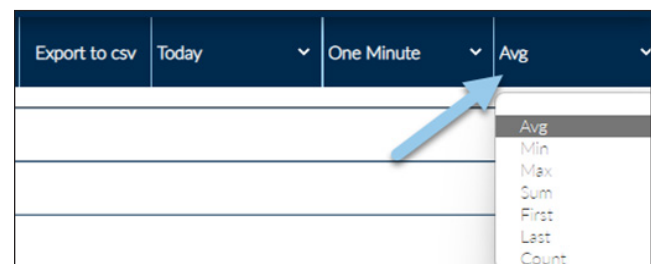 Export to csv Today One Minute Avg
Avg
Min
Max
Sum
First
Last
Count